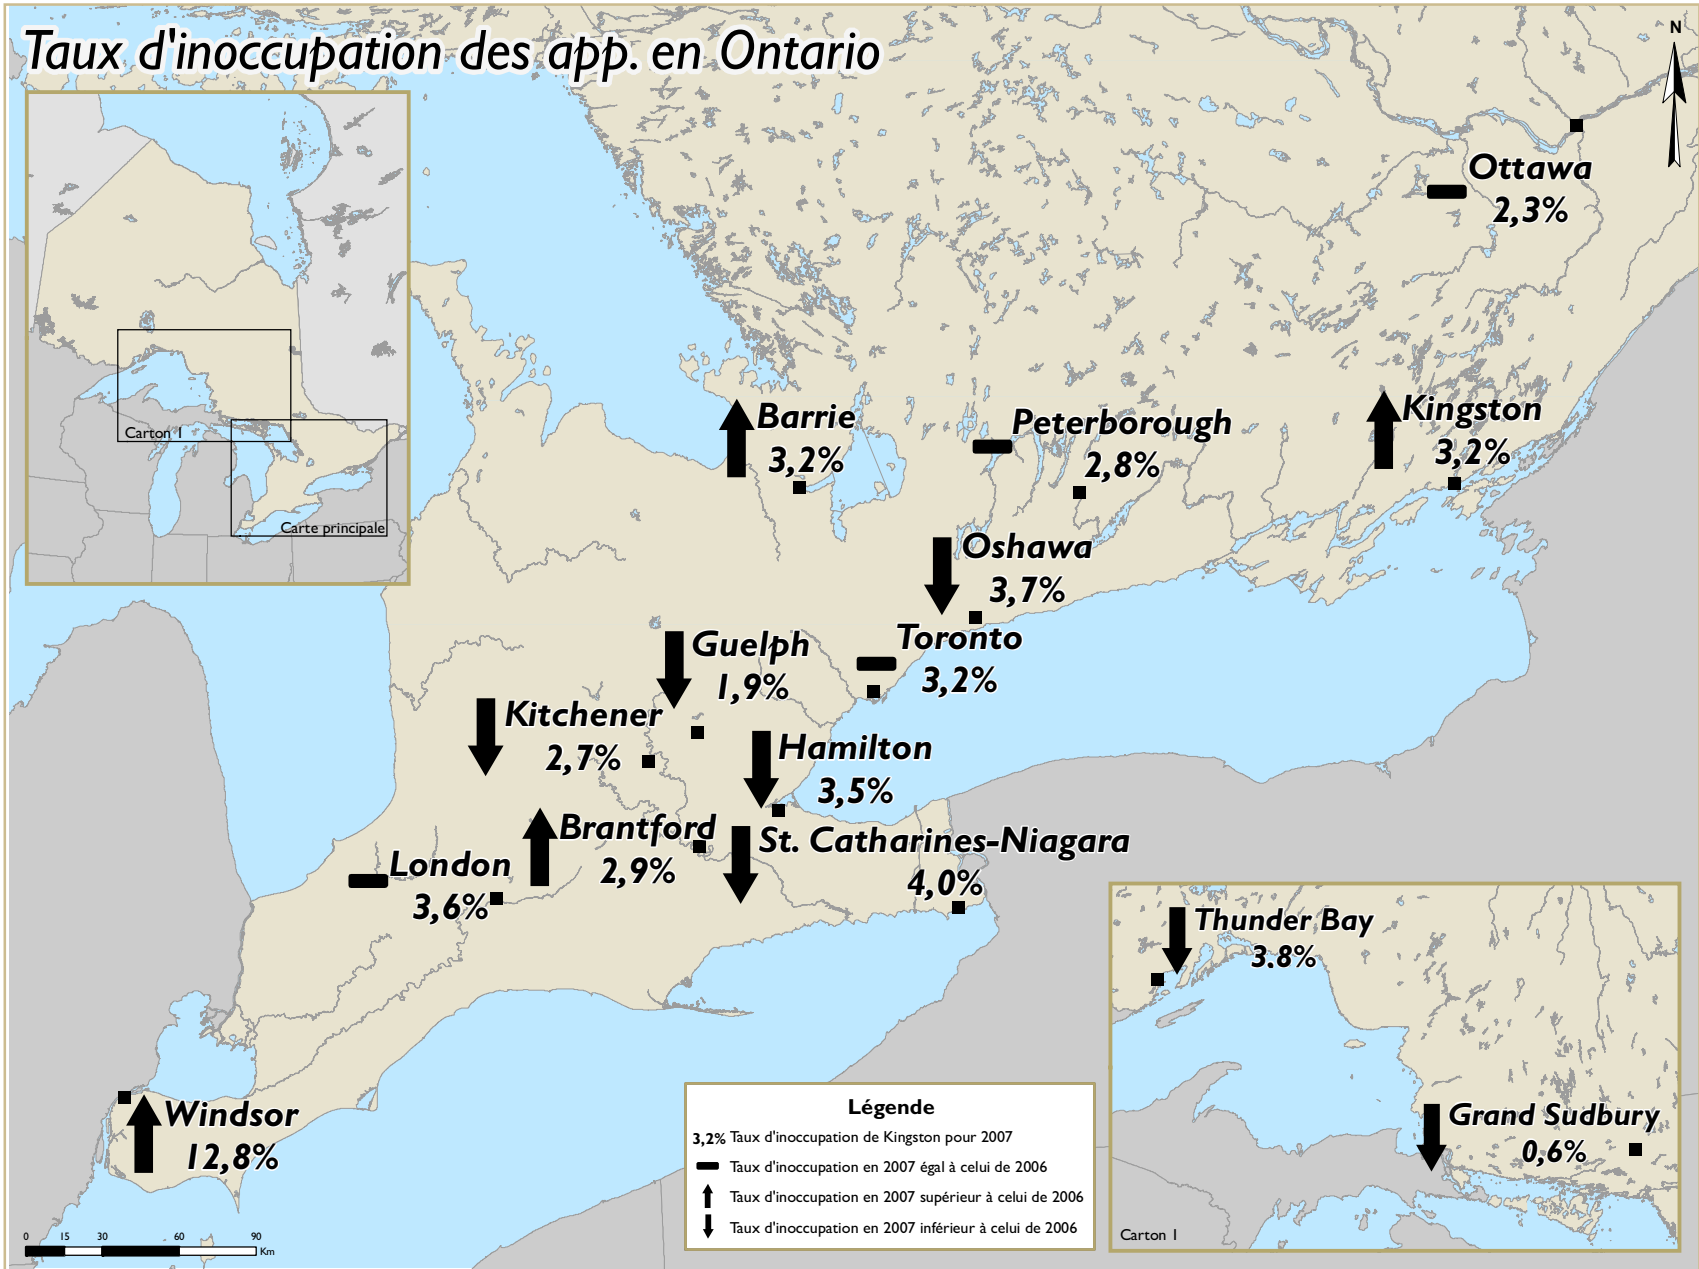 Taux d'inoccupation des app. en Ontario
N
Carton 1
Carte principale
Ottawa
2,3%
Barrie
3,2%
Peterborough
2,8%
Kingston
3,2%
Oshawa
3,7%
Toronto
3,2%
Guelph
1,9%
Kitchener
2,7%
Hamilton
3,5%
Brantford
2,9%
St. Catharines-Niagara
4,0%
London
3,6%
Windsor
12,8%
Thunder Bay
3.8%
Grand Sudbury
0,6%
Carton 1
Légende
3,2% Taux d'inoccupation de Kingston pour 2007
Taux d'inoccupation en 2007 égal à celui de 2006
Taux d'inoccupation en 2007 supérieur à celui de 2006
Taux d'inoccupation en 2007 inférieur à celui de 2006
0 15 30 60 90
Km